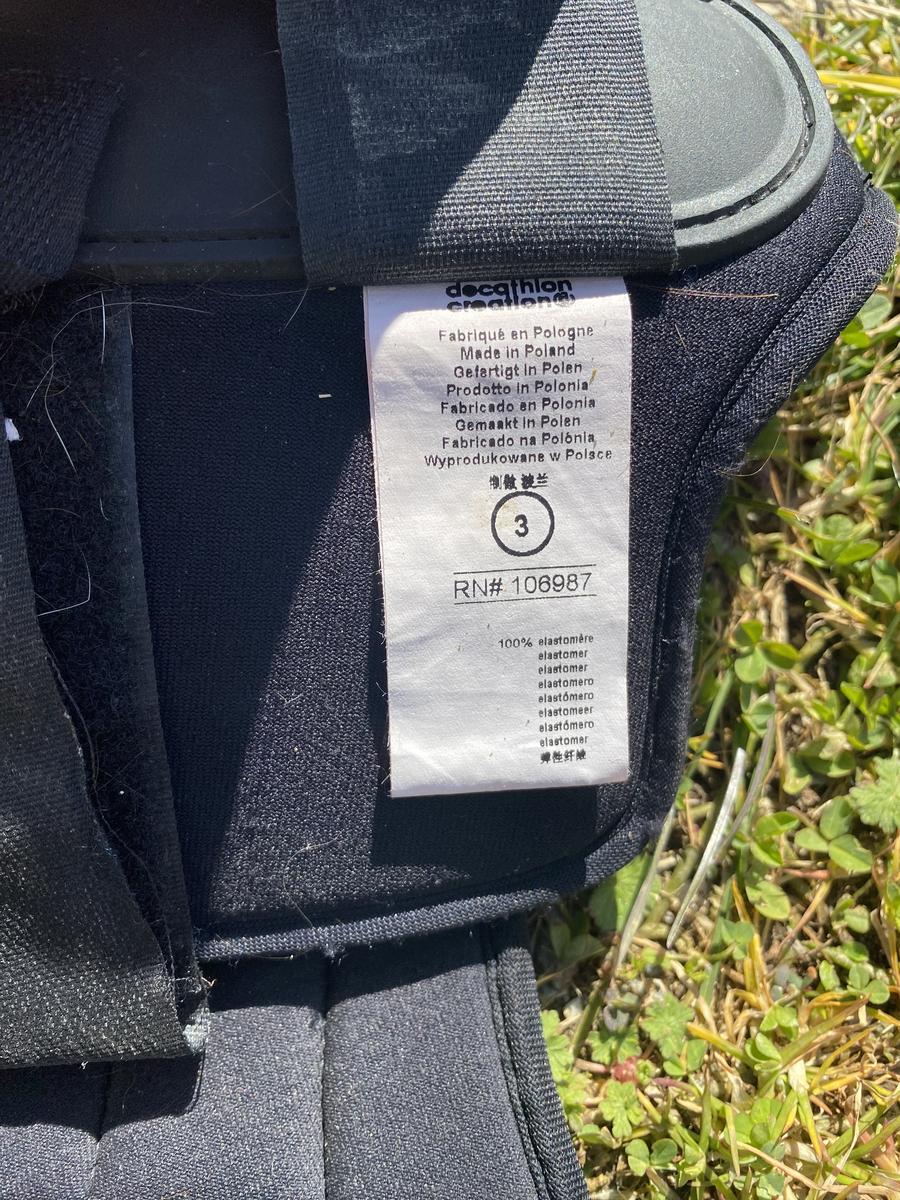 decathlon
creation®
Fabriqué en Pologne
Made in Poland
Gefertigt in Polen
Prodotto in Polonia
Fabricado en Polonia
Gemaakt in Polen
Fabricado na Polónia
Wyprodukowane w Polsce
制做 波兰
3
RN# 106987
100% elastomère
elastomer
elastomer
elastomero
elastómero
elastomeer
elastómero
elastomer
弹性纤维